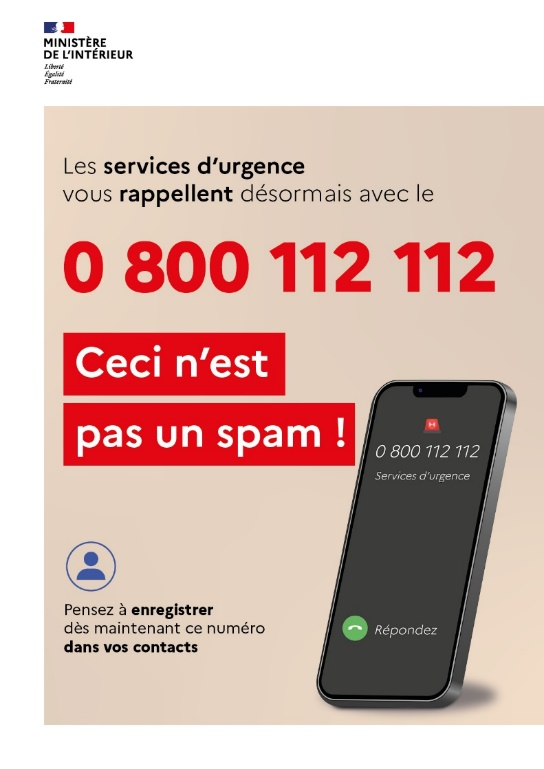 MINISTÈRE
DE L'INTÉRIEUR
Liberté
Égalité
Fraternité
Les services d'urgence
vous rappellent désormais avec le
0 800 112 112
Ceci n'est
pas un spam !
0 800 112 112
Services d'urgence
Répondez
Pensez à enregistrer
dès maintenant ce numéro
dans vos contacts